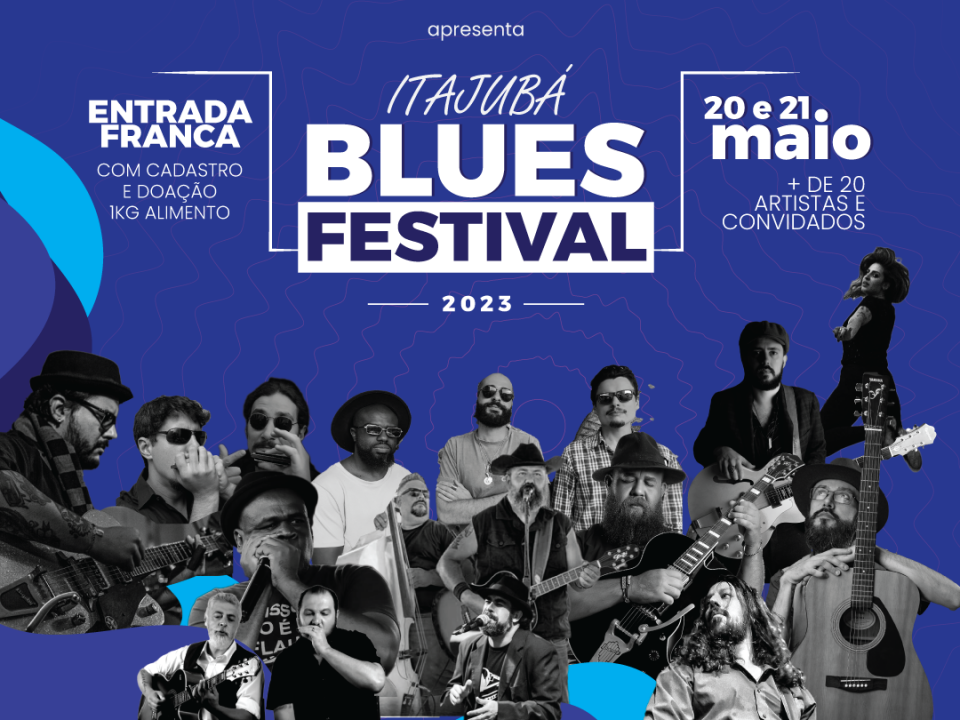 apresenta
ITAJUBÁ
BLUES
FESTIVAL
2023
ENTRADA
FRANCA
COM CADASTRO
E DOAÇÃO
1KG ALIMENTO
20 e 21
maio
+ DE 20
ARTISTAS E
CONVIDADOS